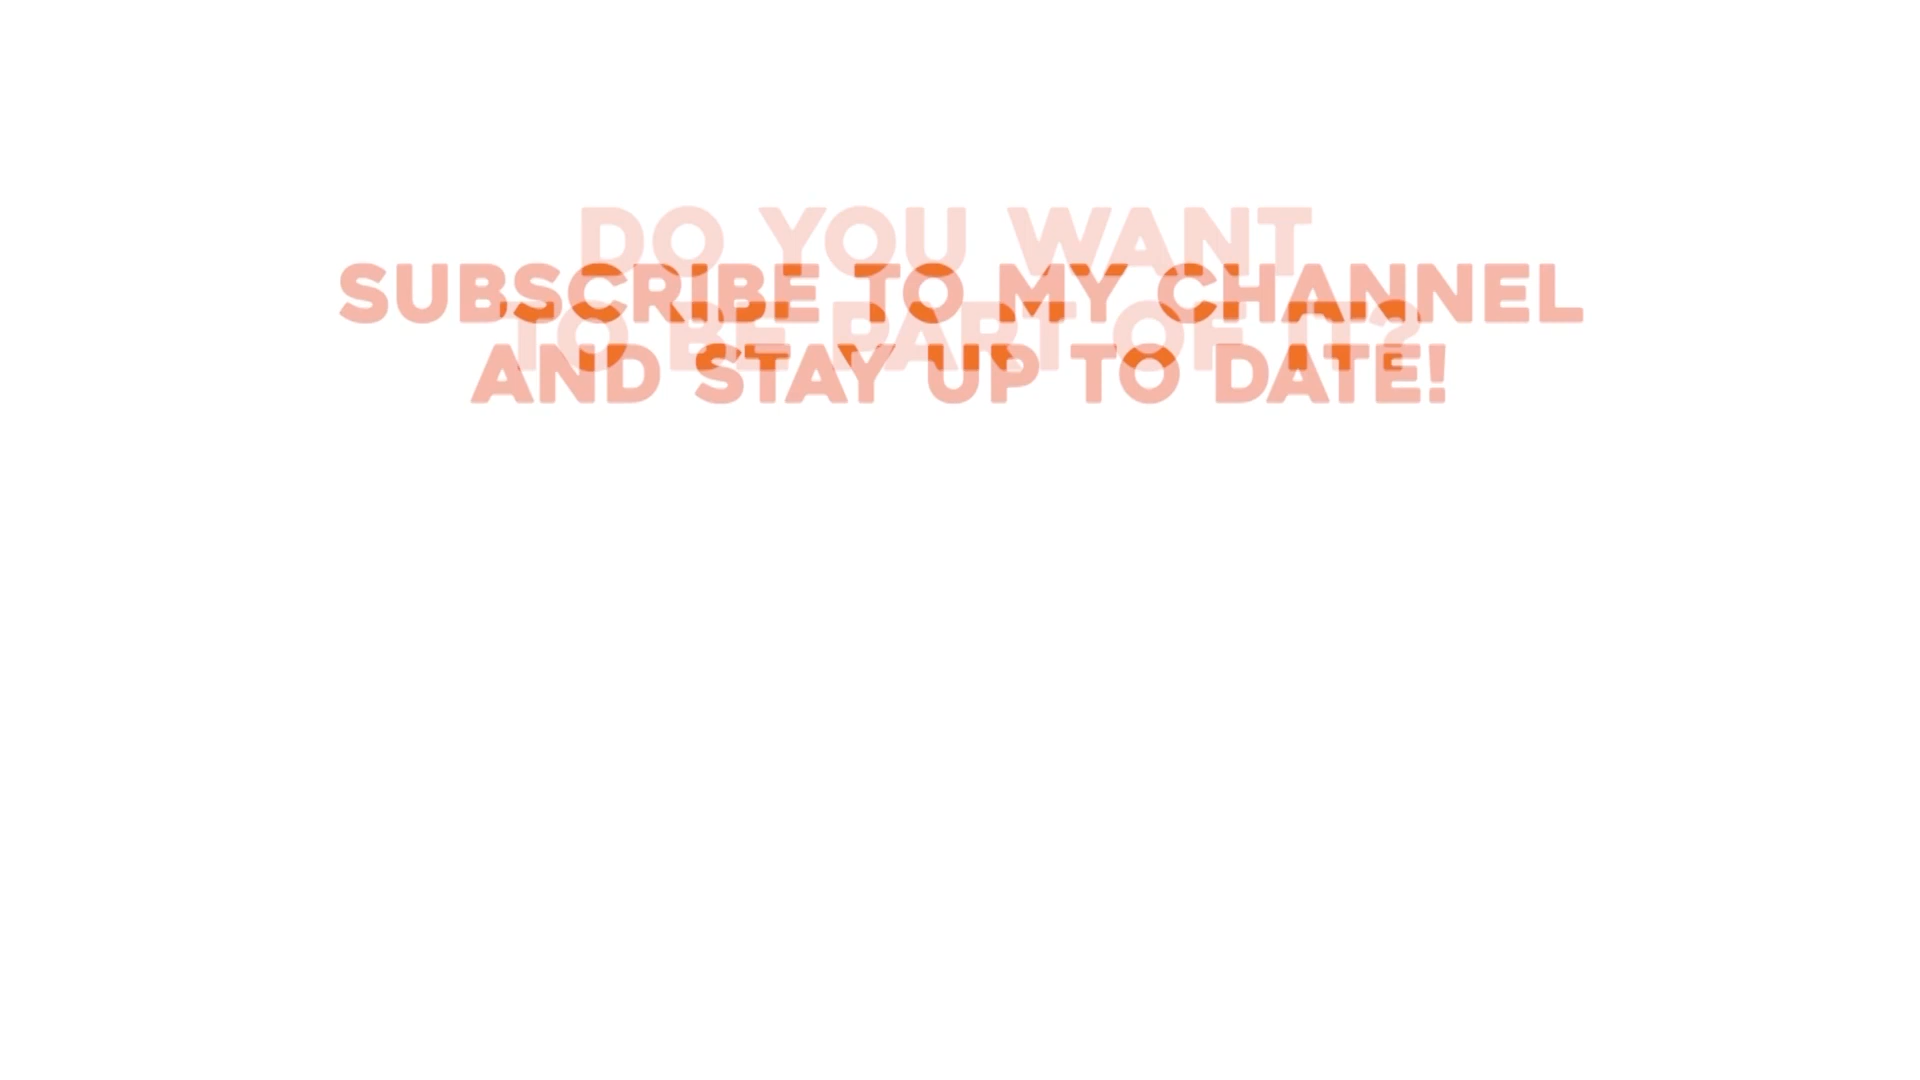 DO YOU WANT
SUBSCRIBE TO MY CHANNEL
TO BE PART OF IT?
AND STAY UP TO DATE!